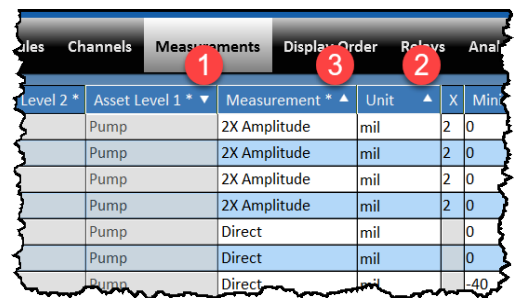 ules Channels Measurements Display Order Relays Anal
1 3 2
Level 2 * Asset Level 1 * ▼ Measurement * ▲ Unit ▲ X Mini
Pump 2X Amplitude mil 2 0
Pump 2X Amplitude mil 2 0
Pump 2X Amplitude mil 2 0
Pump 2X Amplitude mil 2 0
Pump Direct mil 0
Pump Direct mil 0
Pump Direct mil -40